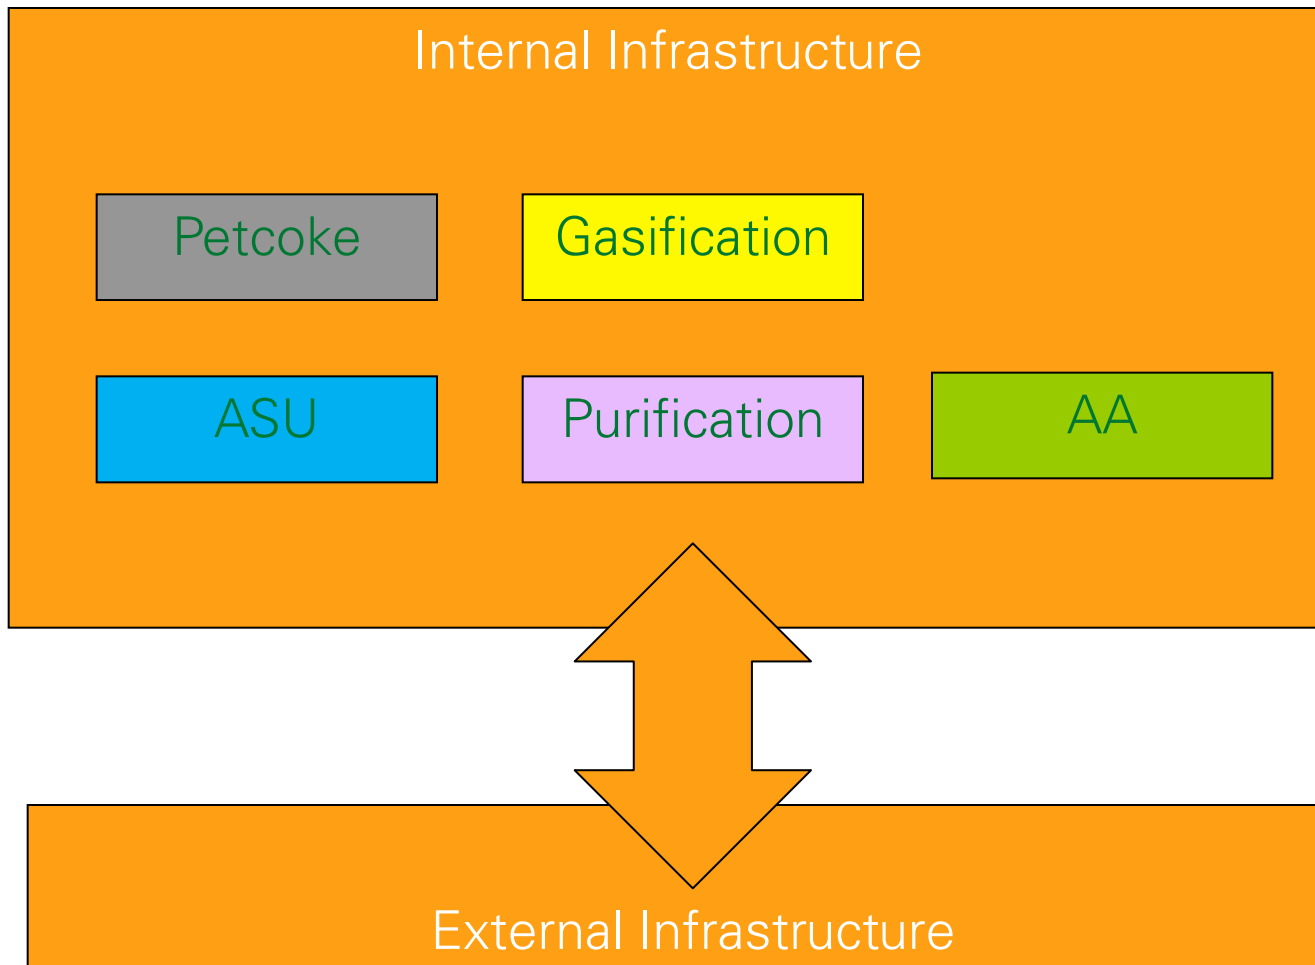 Internal Infrastructure
Petcoke
Gasification
ASU
Purification
AA
External Infrastructure